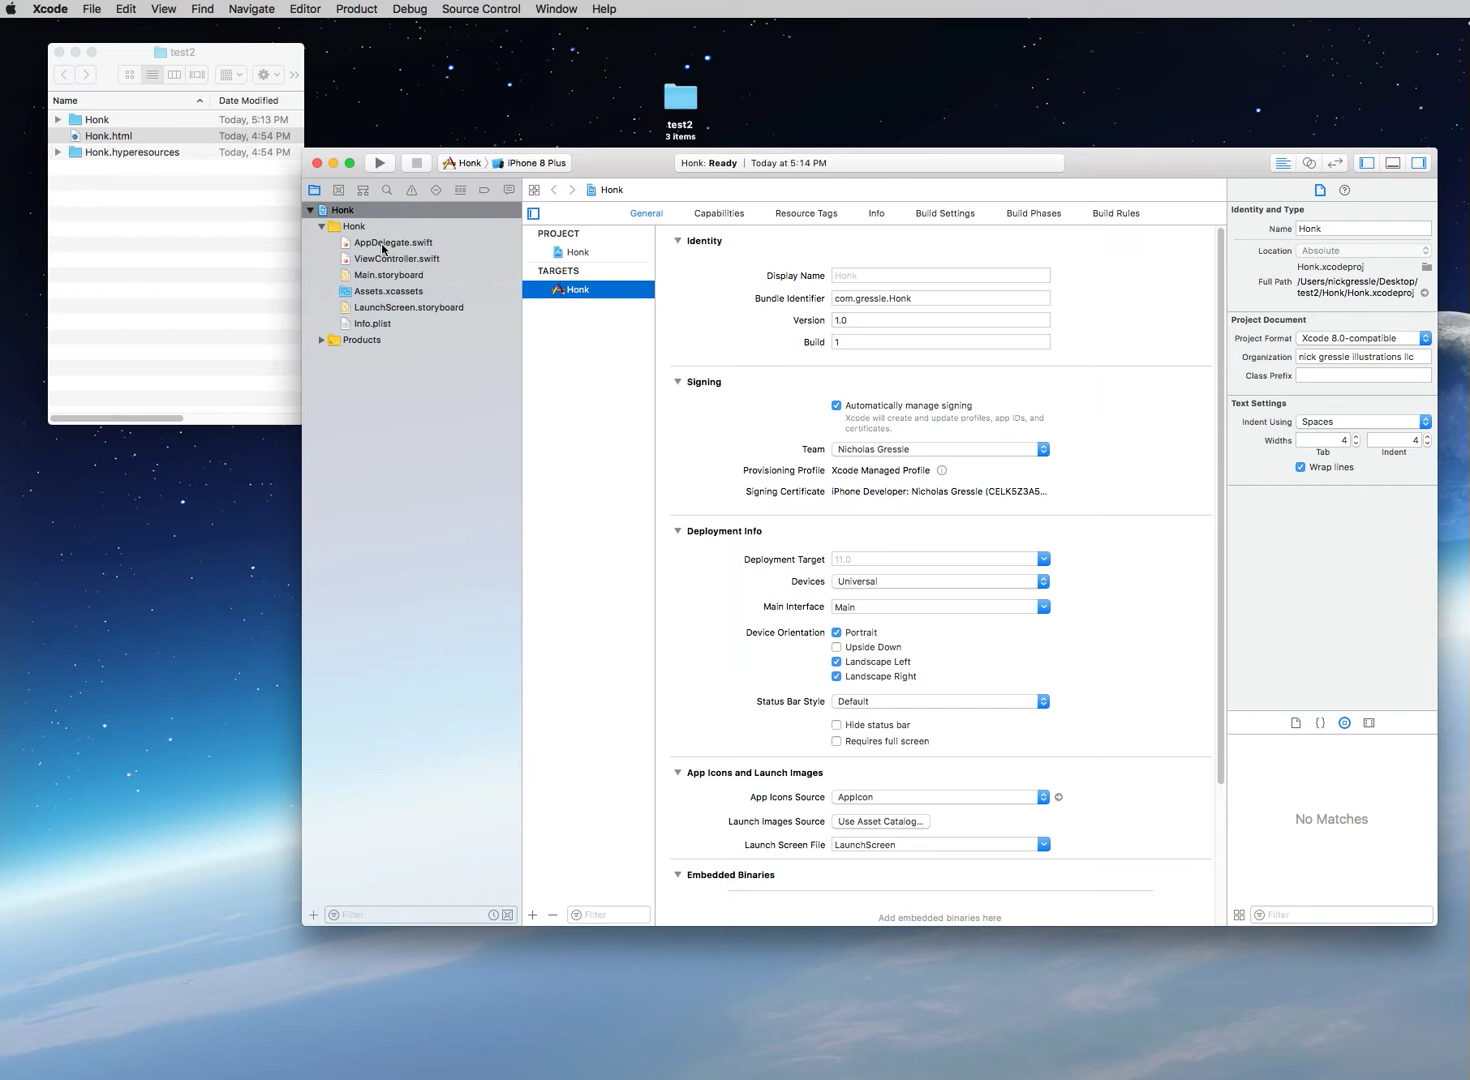 Xcode File Edit View Find Navigate Editor Product Debug Source Control Window Help
test2
Name Date Modified
Honk Today, 5:13 PM
Honk.html Today, 4:54 PM
Honk.hyperesources Today, 4:54 PM
test2
3 items
Honk iPhone 8 Plus
Honk: Ready | Today at 5:14 PM
Honk
Honk
AppDelegate.swift
ViewController.swift
Main.storyboard
Assets.xcassets
LaunchScreen.storyboard
Info.plist
Products
Filter
Honk
General Capabilities Resource Tags Info Build Settings Build Phases Build Rules
PROJECT
Honk
TARGETS
Honk
Filter
Identity
Display Name Honk
Bundle Identifier com.gressle.Honk
Version 1.0
Build 1
Signing
Automatically manage signing
Xcode will create and update profiles, app IDs, and
certificates.
Team Nicholas Gressle
Provisioning Profile Xcode Managed Profile
Signing Certificate iPhone Developer: Nicholas Gressle (CELK5Z3A5...
Deployment Info
Deployment Target 11.0
Devices Universal
Main Interface Main
Device Orientation Portrait
Upside Down
Landscape Left
Landscape Right
Status Bar Style Default
Hide status bar
Requires full screen
App Icons and Launch Images
App Icons Source AppIcon
Launch Images Source Use Asset Catalog...
Launch Screen File LaunchScreen
Embedded Binaries
Add embedded binaries here
Identity and Type
Name Honk
Location Absolute
Honk.xcodeproj
Full Path /Users/nickgressle/Desktop/
test2/Honk/Honk.xcodeproj
Project Document
Project Format Xcode 8.0-compatible
Organization nick gressle illustrations llc
Class Prefix
Text Settings
Indent Using Spaces
Widths 4 4
Tab Indent
Wrap lines
No Matches
Filter